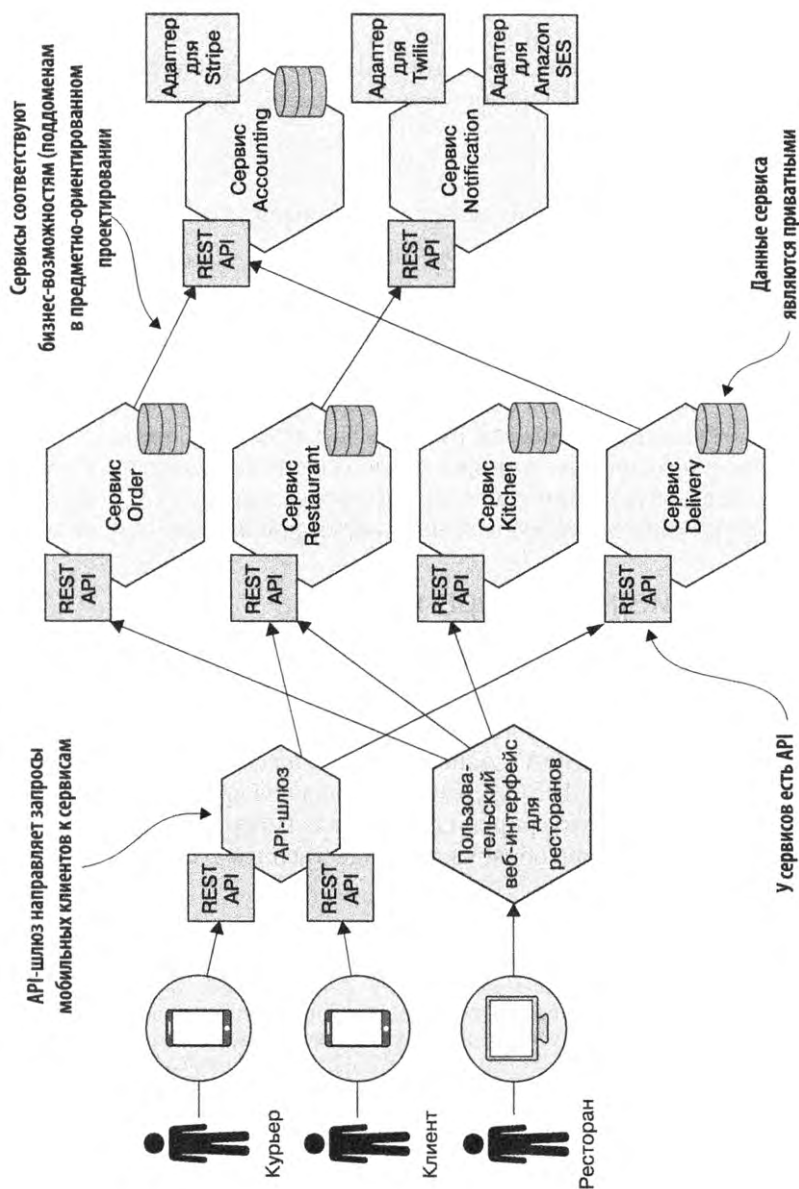 API-шлюз направляет запросы
мобильных клиентов к сервисам
Сервисы соответствуют
бизнес-возможностям (поддоменам
в предметно-ориентированном
проектировании
Курьер
Клиент
Ресторан
REST
API
REST
API
API-шлюз
Пользова-
тельский
веб-интерфейс
для
ресторанов
REST
API
Сервис
Order
REST
API
Сервис
Restaurant
REST
API
Сервис
Kitchen
REST
API
Сервис
Delivery
REST
API
Сервис
Accounting
Адаптер
для
Stripe
REST
API
Сервис
Notification
Адаптер
для
Twilio
Адаптер
для
Amazon
SES
У сервисов есть API
Данные сервиса
являются приватными